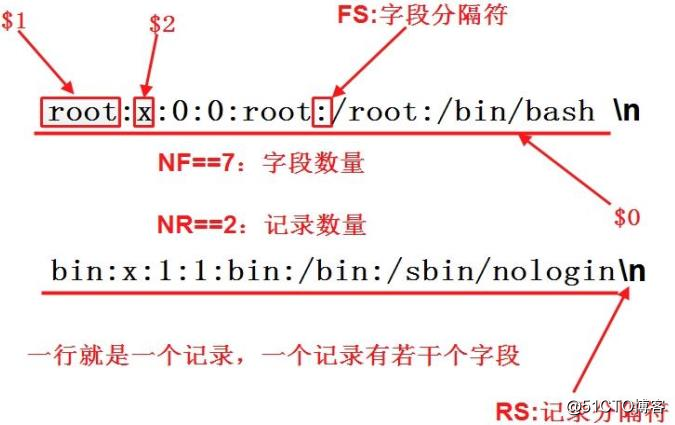 $1
$2
FS:字段分隔符
root:x:0:0:root:/root:/bin/bash \n
NF==7：字段数量
$0
NR==2：记录数量
bin:x:1:1:bin:/bin:/sbin/nologin\n
一行就是一个记录，一个记录有若干个字段
RS:记录分隔符
@51CTO博客